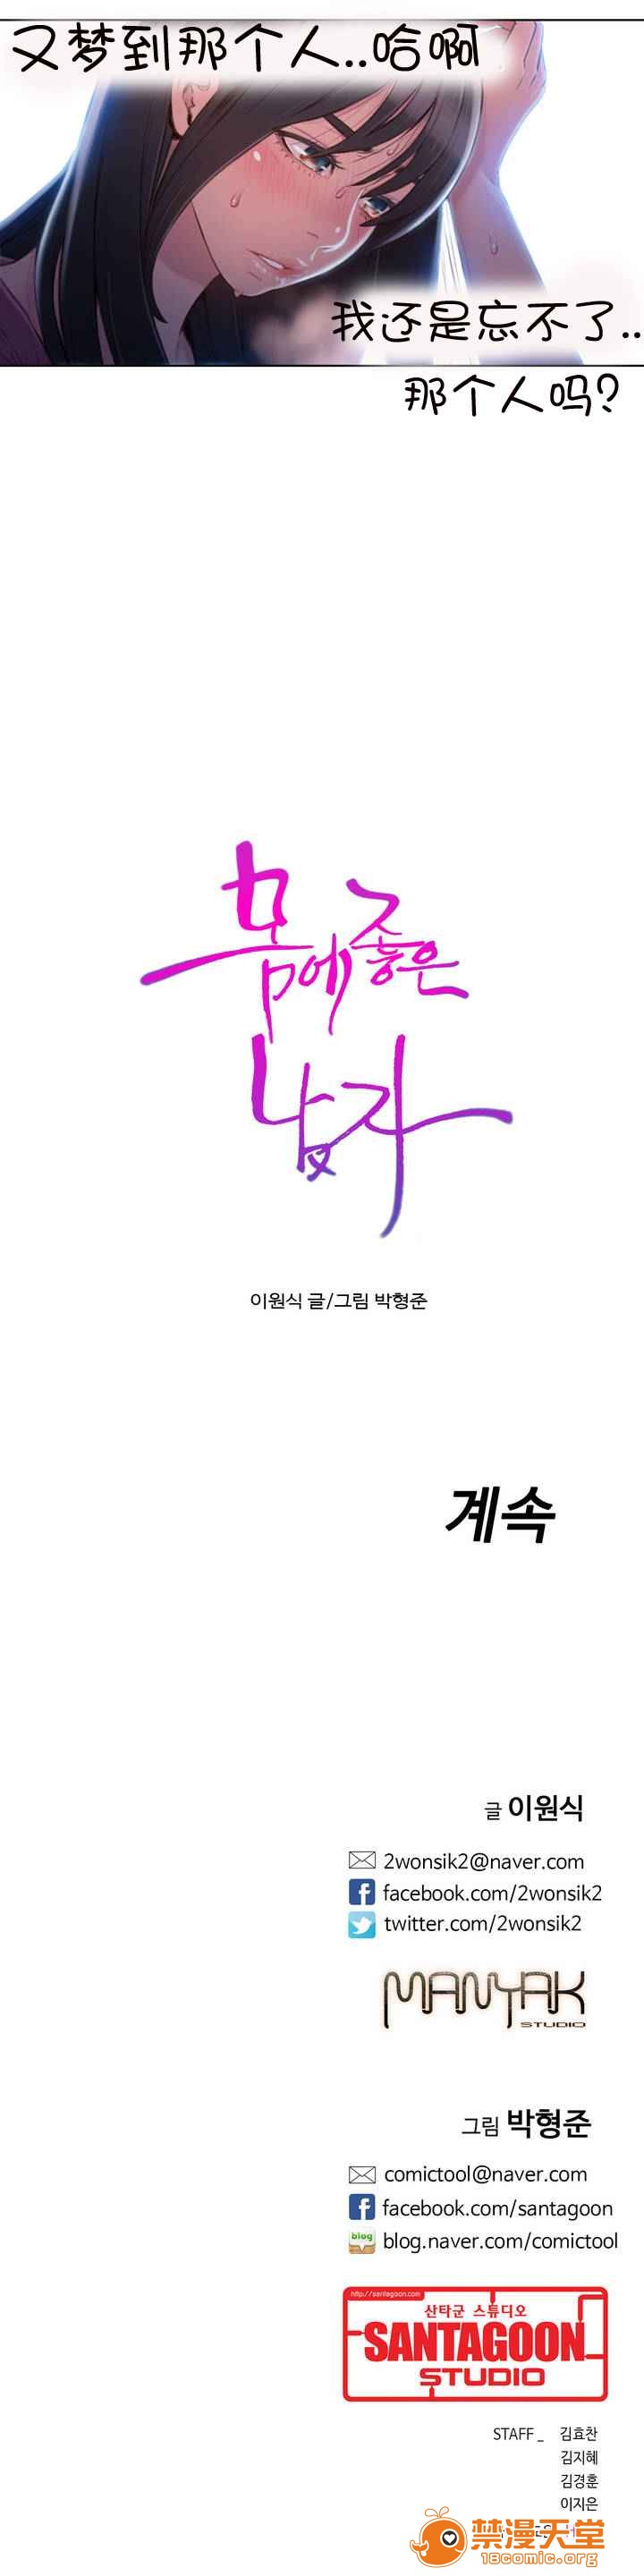 又梦到那个人..哈啊
我还是忘不了..
那个人吗?
몸에 좋은
남자
이원식 글/그림 박형준
계속
글 이원식
2wonsik2@naver.com
facebook.com/2wonsik2
twitter.com/2wonsik2
MANYAK
STUDIO
그림 박형준
comictool@naver.com
facebook.com/santagoon
blog
blog.naver.com/comictool
http://santagoon.com
산타군 스튜디오
SANTAGOON
STUDIO
STAFF _ 김효찬
김지혜
김경훈
이지은
禁漫天堂
18comic.org